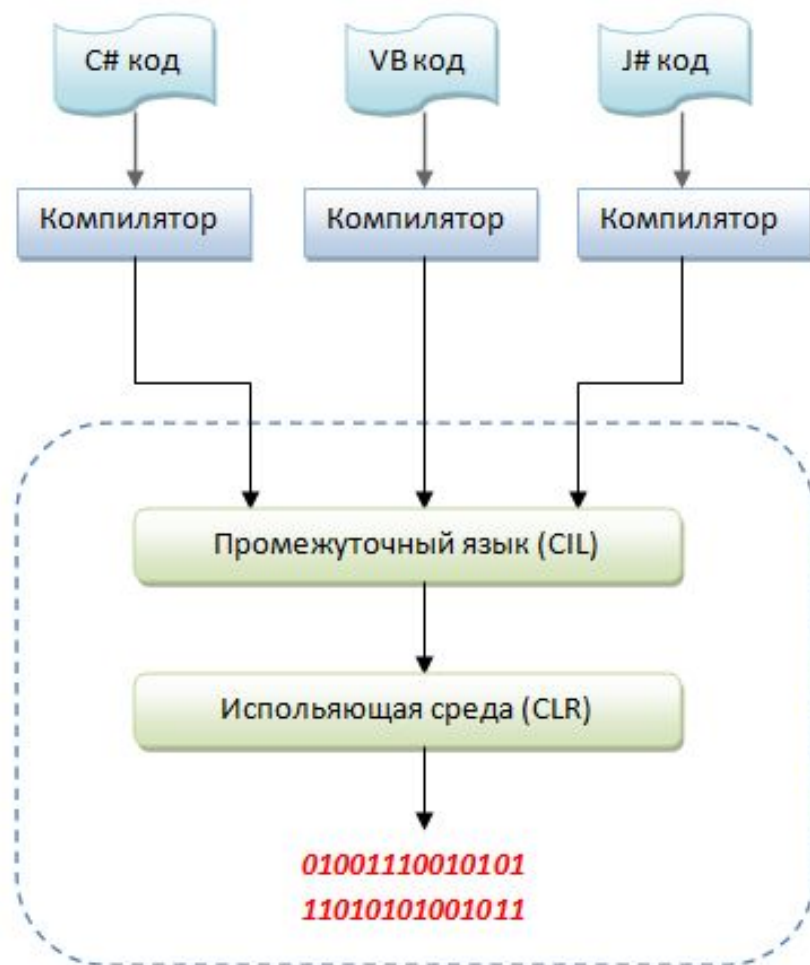 C# код
VB код
J# код
Компилятор
Компилятор
Компилятор
Промежуточный язык (CIL)
Испольяющая среда (CLR)
01001110010101
11010101001011